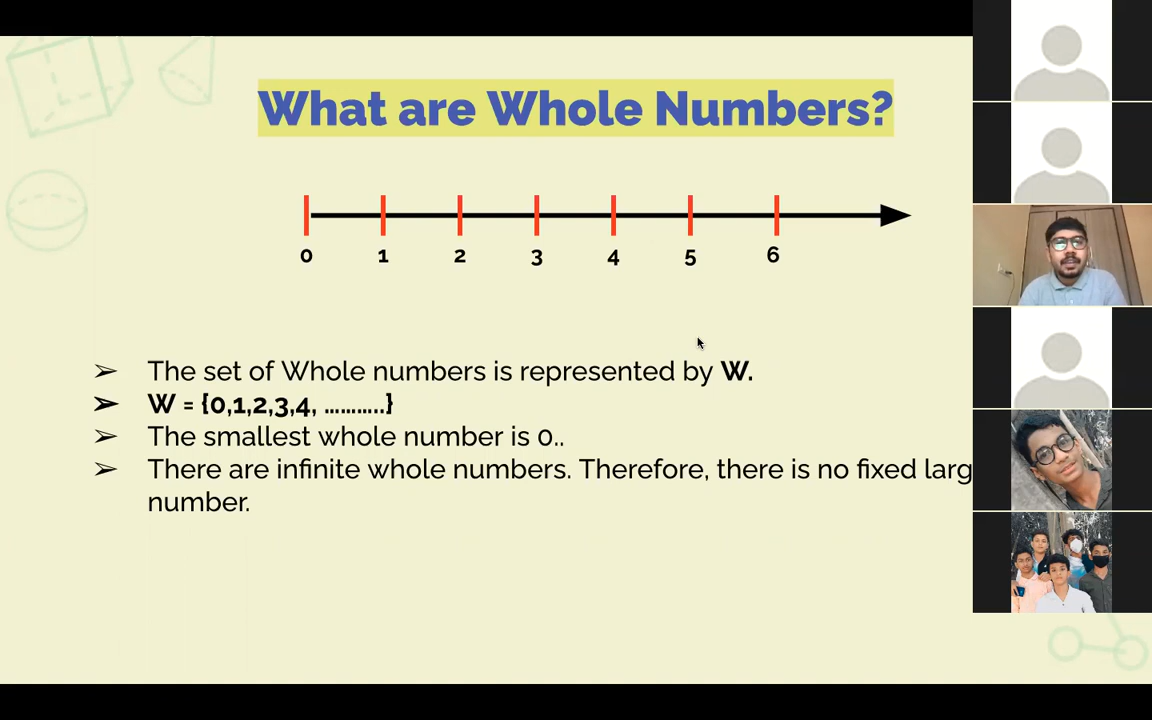 What are Whole Numbers?
0 1 2 3 4 5 6
➢ The set of Whole numbers is represented by W.
➢ W = {0,1,2,3,4, ..........}
➢ The smallest whole number is 0..
➢ There are infinite whole numbers. Therefore, there is no fixed larg
number.